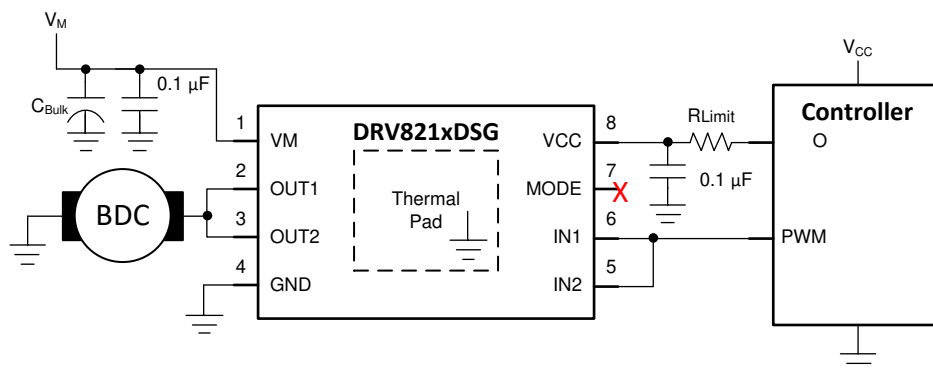 VM
CBulk
0.1 µF
1
VM
2
OUT1
3
OUT2
4
GND
BDC
DRV821xDSG
Thermal
Pad
8
VCC
7
MODE
X
6
IN1
5
IN2
RLimit
0.1 µF
VCC
Controller
O
PWM